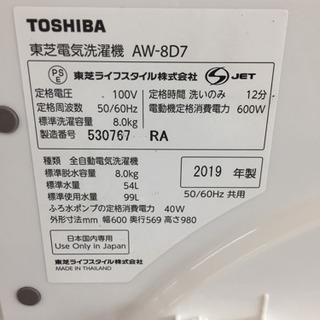 TOSHIBA
東芝電気洗濯機 AW-8D7
PS E
東芝ライフスタイル株式会社 JET
定格電圧 100V 定格時間 洗いのみ 12分
定格周波数 50/60Hz 電動機定格消費電力 600W
標準洗濯容量 8.0kg
製造番号 530767 RA
種類 全自動電気洗濯機
標準脱水容量 8.0kg 2019 年製
標準水量 54L
標準使用水量 99L 50/60Hz 共用
ふろ水ポンプの定格消費電力 40W
外形寸法mm 幅600 奥行569 高さ980
日本国内専用
Use Only in Japan
東芝ライフスタイル株式会社
MADE IN THAILAND